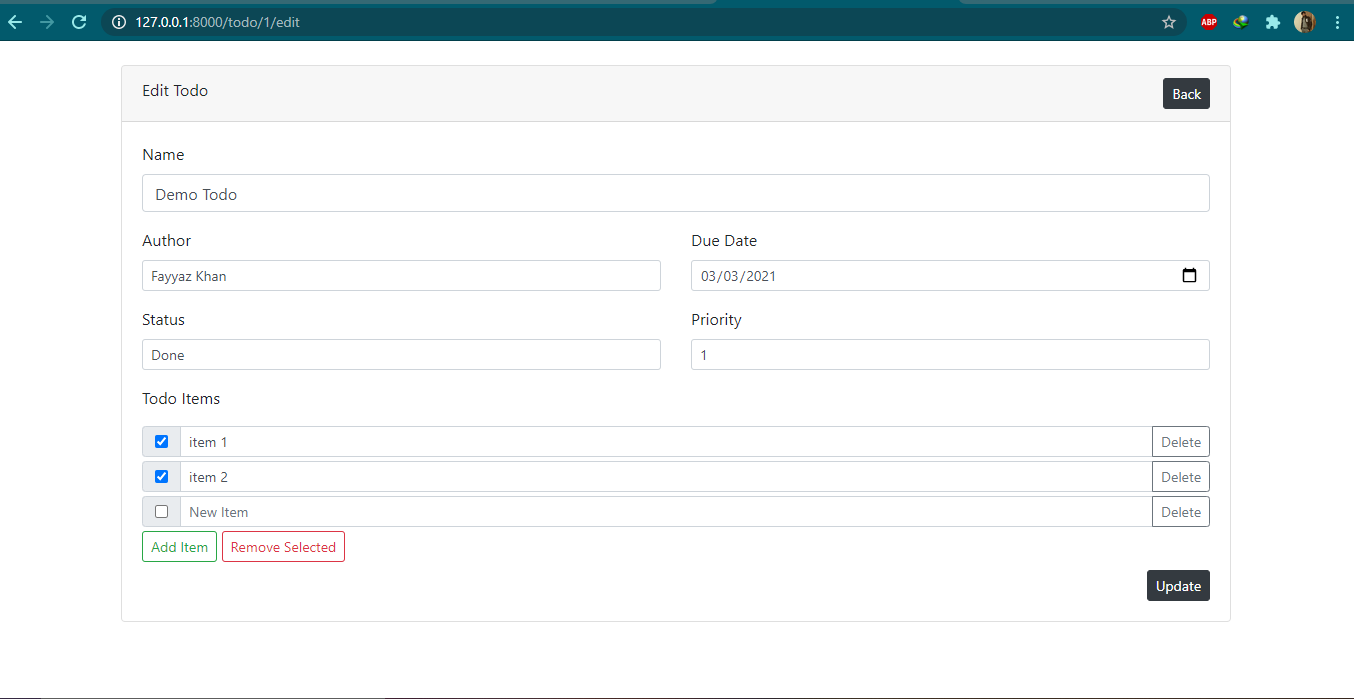 127.0.0.1:8000/todo/1/edit
ABP
Edit Todo
Back
Name
Demo Todo
Author
Due Date
Fayyaz Khan
03/03/2021
Status
Priority
Done
1
Todo Items
item 1
Delete
item 2
Delete
New Item
Delete
Add Item
Remove Selected
Update